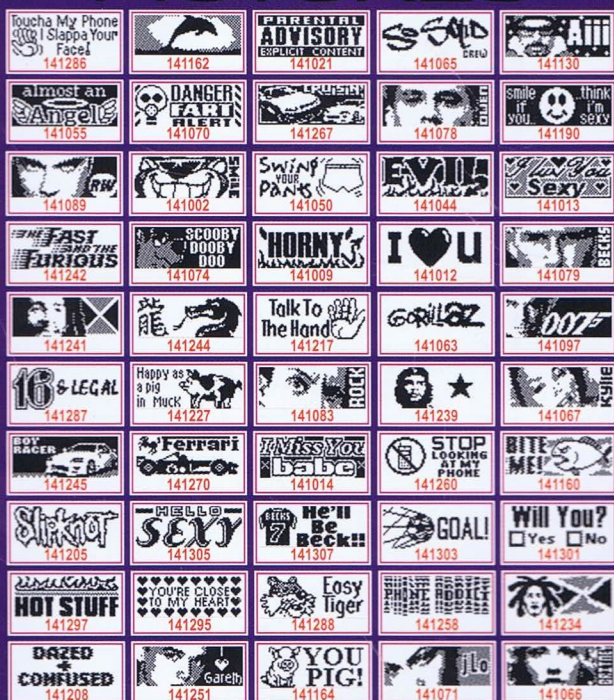 Toucha My Phone
I Slappa Your
Face!
141286
141162
PARENTAL
ADVISORY
EXPLICIT CONTENT
141021
So Solid
CREW
141065
Ali
141130
almost an
Angel
141055
DANGER
FART
ALERT
141070
141267
OWEN
141078
smile ..think
if i'm
you.. sexy
141190
RW
141089
SMILE
141002
SWiNG
YOUR
PANTS
141050
EVIL
141044
I Luv You
Sexy
141013
THE FAST
AND THE
FURIOUS
141242
SCOOBY
DOOBY
DOO
141074
HORNY
141009
I U
141012
BECKS
141079
141241
龍
141244
Talk To
The Hand
141217
GORiLLAZ
141063
007
141097
16 & LEGAL
141287
Happy as
a pig
in Muck
141227
ROCK
141083
141239
KYLIE
141067
BOY
RACER
141245
Ferrari
141270
I Miss You
babe
141014
STOP
LOOKING
AT MY
PHONE
141260
BITE
ME!
141160
SlipKnoT
141205
HELLO
SEXY
141305
BECKS
7
He'll
Be
Beck!!
141307
GOAL!
141303
Will You?
Yes No
141301
HOT STUFF
141297
YOU'RE CLOSE
TO MY HEART
141295
Easy
Tiger
141288
PHONE ADDICT
141258
141234
DAZED
+
CONFUSED
141208
Gareth
141251
YOU
PIG!
141164
jLo
141071
141066